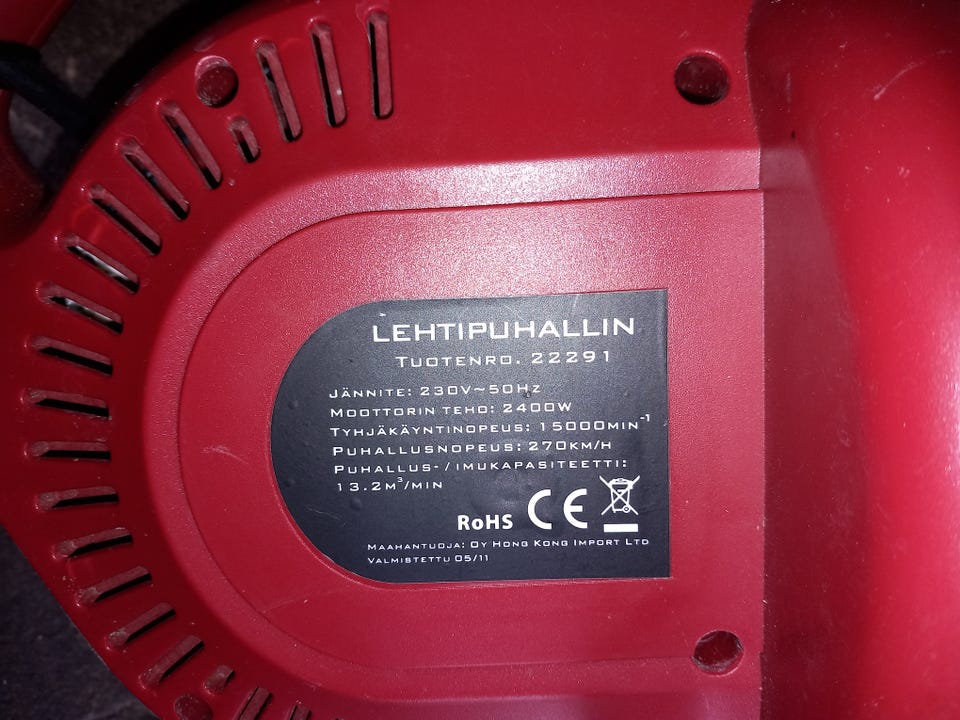 LEHTIPUHALLIN
TUOTENRO. 22291
JÄNNITE: 230V~50HZ
MOOTTORIN TEHO: 2400W
TYHJÄKÄYNTINOPEUS: 15000MIN⁻¹
PUHALLUSNOPEUS: 270KM/H
PUHALLUS-/IMUKAPASITEETTI:
13.2M³/MIN
RoHS CE
MAAHANTUOJA: OY HONG KONG IMPORT LTD
VALMISTETTU 05/11